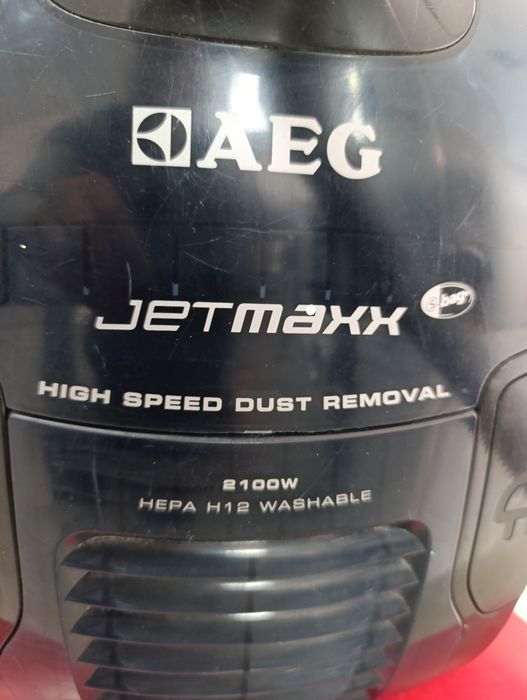 AEG
JETMAXX s-bag
HIGH SPEED DUST REMOVAL
2100W
HEPA H12 WASHABLE